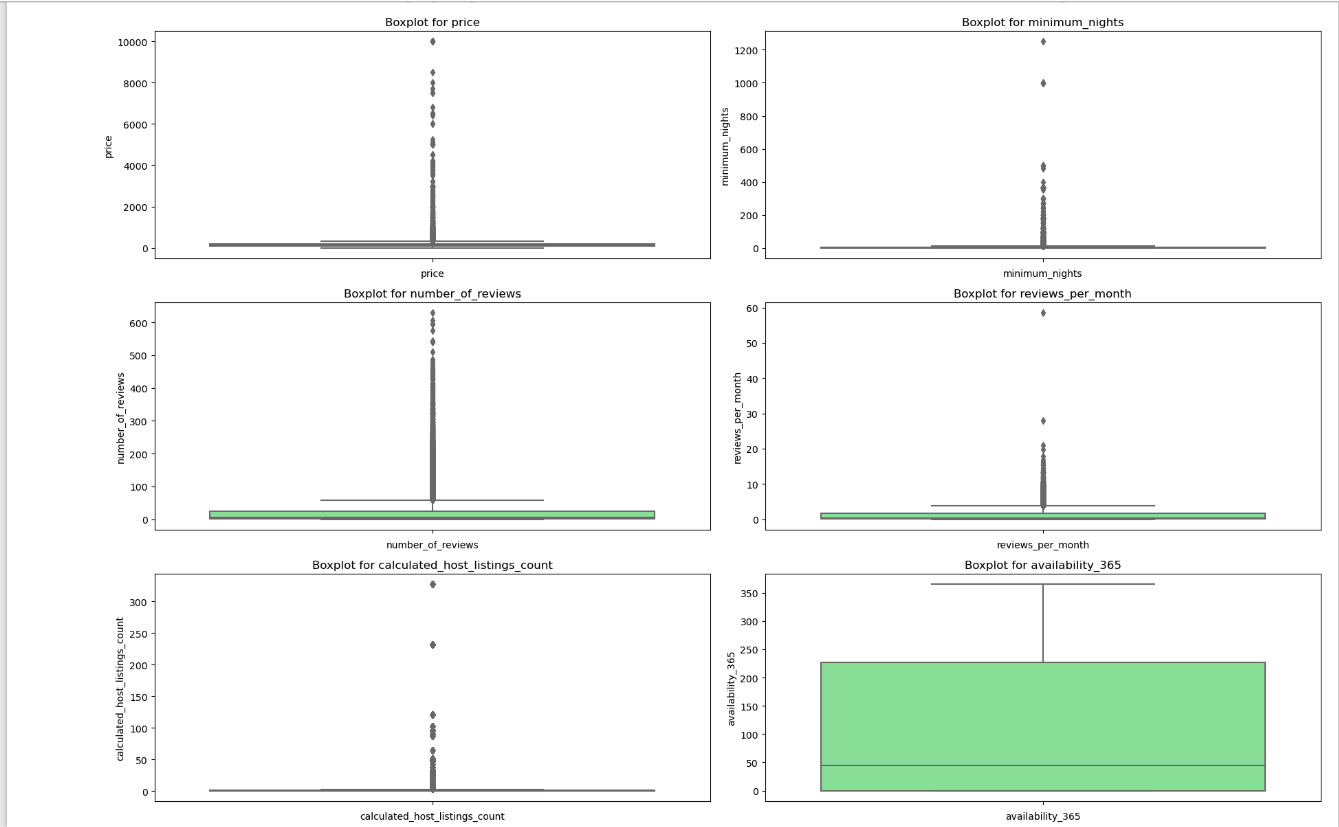 Boxplot for price
10000
8000
6000
4000
2000
0
price
price
Boxplot for minimum_nights
1200
1000
800
600
400
200
0
minimum_nights
minimum_nights
Boxplot for number_of_reviews
600
500
400
300
200
100
0
number_of_reviews
number_of_reviews
Boxplot for reviews_per_month
60
50
40
30
20
10
0
reviews_per_month
reviews_per_month
Boxplot for calculated_host_listings_count
300
250
200
150
100
50
0
calculated_host_listings_count
calculated_host_listings_count
Boxplot for availability_365
350
300
250
200
150
100
50
0
availability_365
availability_365